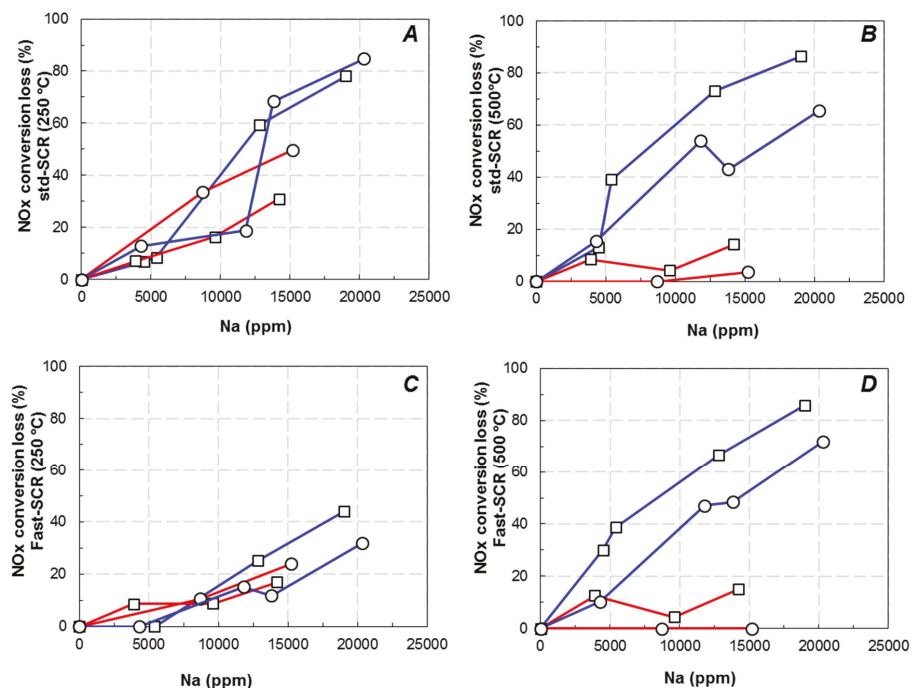 A
NOx conversion loss (%)
std-SCR (250 °C)
100
80
60
40
20
0
0 5000 10000 15000 20000 25000
Na (ppm)
B
NOx conversion loss (%)
std-SCR (500°C)
100
80
60
40
20
0
0 5000 10000 15000 20000 25000
Na (ppm)
C
NOx conversion loss (%)
Fast-SCR (250 °C)
100
80
60
40
20
0
0 5000 10000 15000 20000 25000
Na (ppm)
D
NOx conversion loss (%)
Fast-SCR (500 °C)
100
80
60
40
20
0
0 5000 10000 15000 20000 25000
Na (ppm)